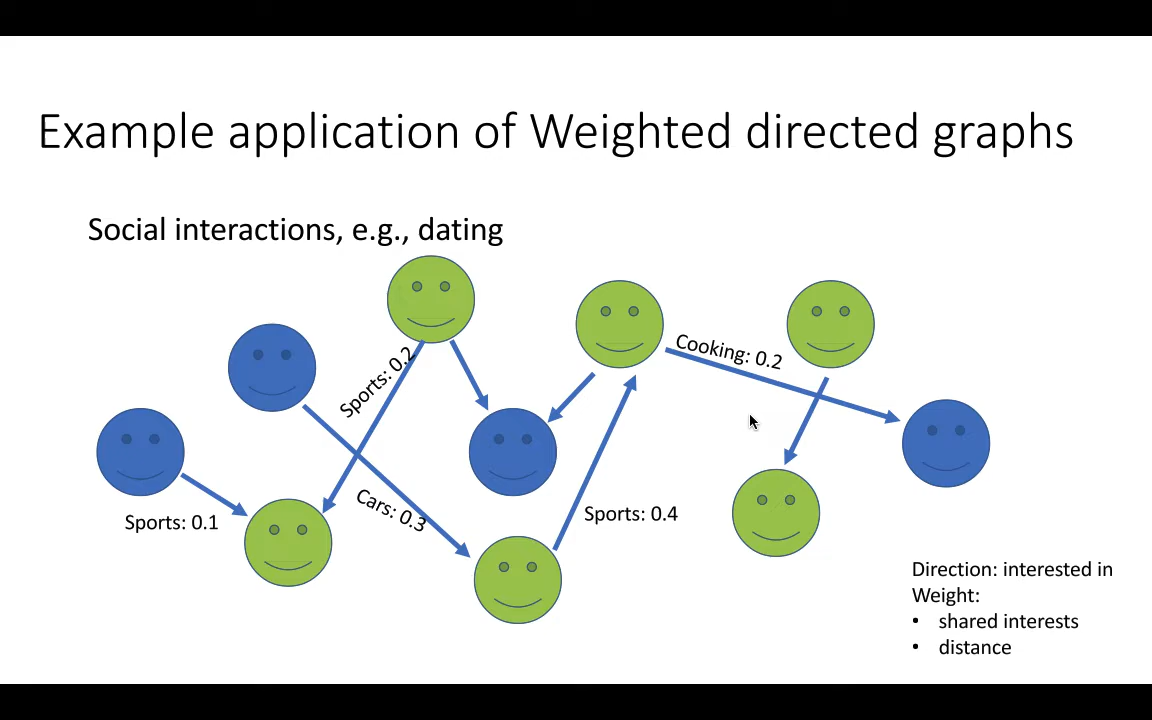 Example application of Weighted directed graphs
Social interactions, e.g., dating
Sports: 0.2
Cooking: 0.2
Sports: 0.1
Cars: 0.3
Sports: 0.4
Direction: interested in
Weight:
• shared interests
• distance